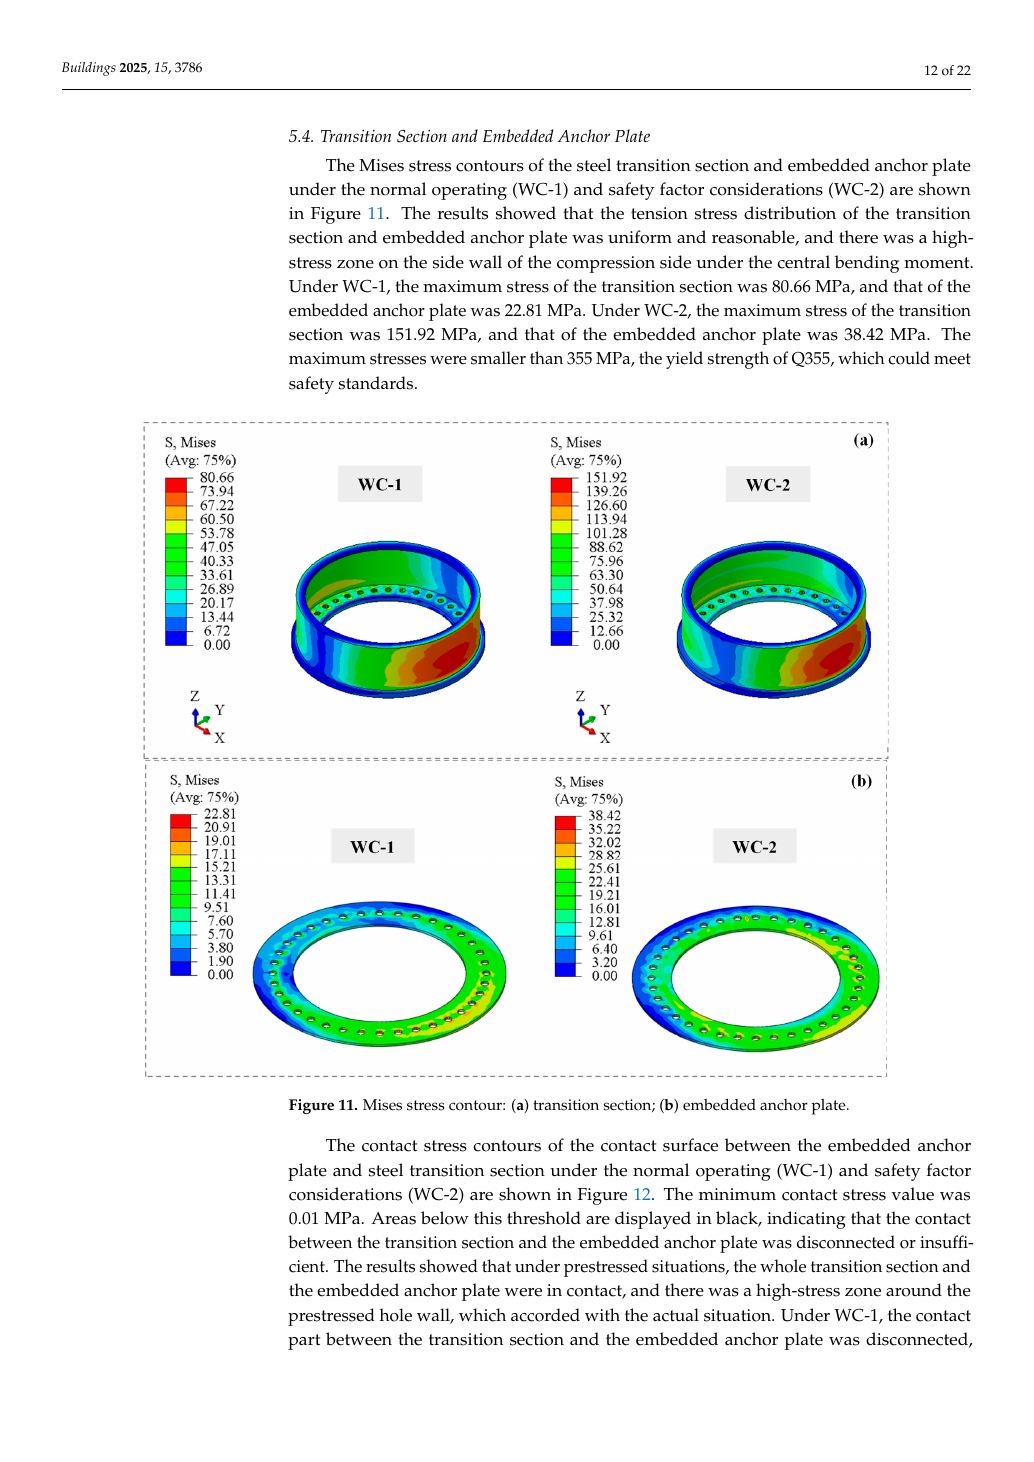 Buildings 2025, 15, 3786
12 of 22
5.4. Transition Section and Embedded Anchor Plate
The Mises stress contours of the steel transition section and embedded anchor plate
under the normal operating (WC-1) and safety factor considerations (WC-2) are shown
in Figure 11. The results showed that the tension stress distribution of the transition
section and embedded anchor plate was uniform and reasonable, and there was a high-
stress zone on the side wall of the compression side under the central bending moment.
Under WC-1, the maximum stress of the transition section was 80.66 MPa, and that of the
embedded anchor plate was 22.81 MPa. Under WC-2, the maximum stress of the transition
section was 151.92 MPa, and that of the embedded anchor plate was 38.42 MPa. The
maximum stresses were smaller than 355 MPa, the yield strength of Q355, which could meet
safety standards.
S, Mises
(Avg: 75%)
80.66
73.94
67.22
60.50
53.78
47.05
40.33
33.61
26.89
20.17
13.44
6.72
0.00
WC-1
Z
Y
X
S, Mises
(Avg: 75%)
151.92
139.26
126.60
113.94
101.28
88.62
75.96
63.30
50.64
37.98
25.32
12.66
0.00
WC-2
(a)
Z
Y
X
S, Mises
(Avg: 75%)
22.81
20.91
19.01
17.11
15.21
13.31
11.41
9.51
7.60
5.70
3.80
1.90
0.00
WC-1
S, Mises
(Avg: 75%)
38.42
35.22
32.02
28.82
25.61
22.41
19.21
16.01
12.81
9.61
6.40
3.20
0.00
WC-2
(b)
Figure 11. Mises stress contour: (a) transition section; (b) embedded anchor plate.
The contact stress contours of the contact surface between the embedded anchor
plate and steel transition section under the normal operating (WC-1) and safety factor
considerations (WC-2) are shown in Figure 12. The minimum contact stress value was
0.01 MPa. Areas below this threshold are displayed in black, indicating that the contact
between the transition section and the embedded anchor plate was disconnected or insuffi-
cient. The results showed that under prestressed situations, the whole transition section and
the embedded anchor plate were in contact, and there was a high-stress zone around the
prestressed hole wall, which accorded with the actual situation. Under WC-1, the contact
part between the transition section and the embedded anchor plate was disconnected,